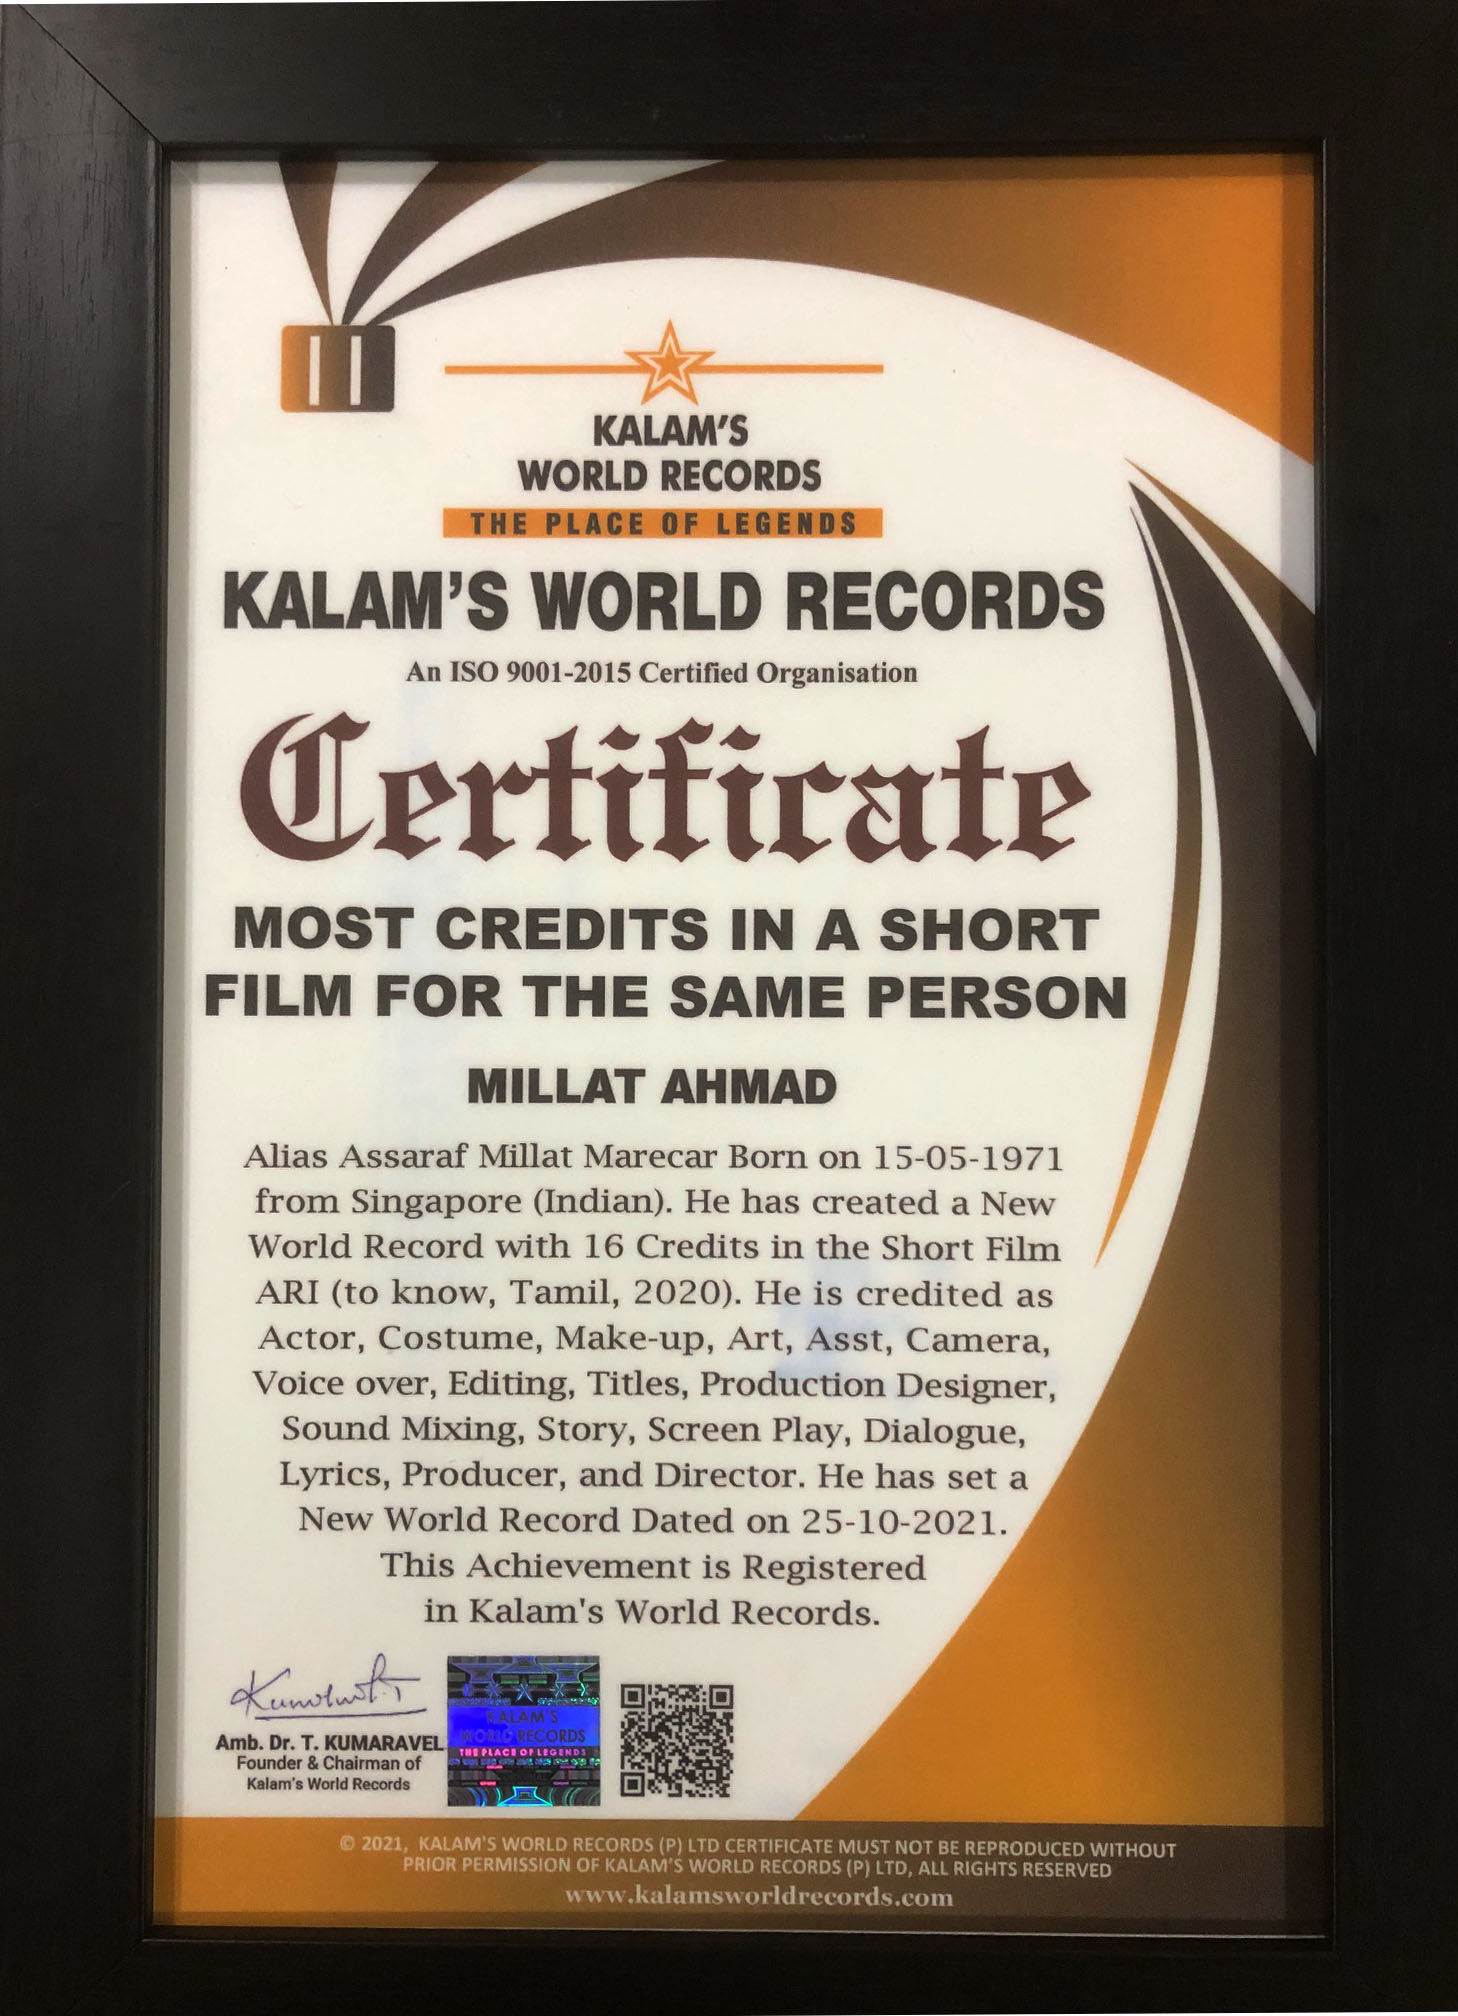 KALAM'S
WORLD RECORDS
THE PLACE OF LEGENDS
KALAM'S WORLD RECORDS
An ISO 9001-2015 Certified Organisation
Certificate
MOST CREDITS IN A SHORT
FILM FOR THE SAME PERSON
MILLAT AHMAD
Alias Assaraf Millat Marecar Born on 15-05-1971
from Singapore (Indian). He has created a New
World Record with 16 Credits in the Short Film
ARI (to know, Tamil, 2020). He is credited as
Actor, Costume, Make-up, Art, Asst, Camera,
Voice over, Editing, Titles, Production Designer,
Sound Mixing, Story, Screen Play, Dialogue,
Lyrics, Producer, and Director. He has set a
New World Record Dated on 25-10-2021.
This Achievement is Registered
in Kalam's World Records.
Amb. Dr. T. KUMARAVEL
Founder & Chairman of
Kalam's World Records
KALAM'S
WORLD RECORDS
THE PLACE OF LEGENDS
© 2021, KALAM'S WORLD RECORDS (P) LTD CERTIFICATE MUST NOT BE REPRODUCED WITHOUT
PRIOR PERMISSION OF KALAM'S WORLD RECORDS (P) LTD, ALL RIGHTS RESERVED
www.kalamsworldrecords.com